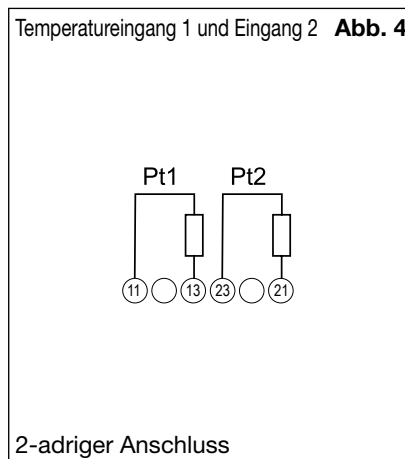 Temperatureingang 1 und Eingang 2 Abb. 4
Pt1 Pt2
11 13 23 21
2-adriger Anschluss